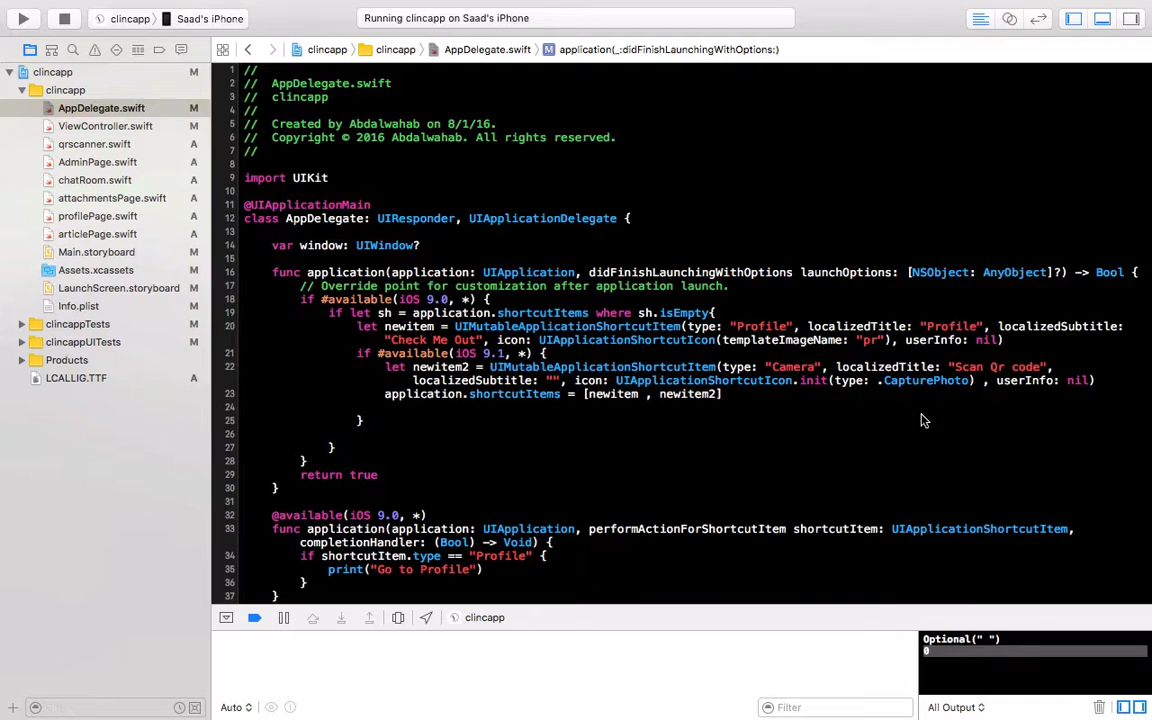 clincapp Saad's iPhone Running clincapp on Saad's iPhone
clincapp clincapp AppDelegate.swift M application(_:didFinishLaunchingWithOptions:)
clincapp M
clincapp
AppDelegate.swift M
ViewController.swift M
qrscanner.swift A
AdminPage.swift A
chatRoom.swift A
attachmentsPage.swift A
profilePage.swift A
articlePage.swift A
Main.storyboard M
Assets.xcassets M
LaunchScreen.storyboard M
Info.plist M
clincappTests M
clincappUITests M
Products
LCALLIG.TTF A
1 //
2 // AppDelegate.swift
3 // clincapp
4 //
5 // Created by Abdalwahab on 8/1/16.
6 // Copyright © 2016 Abdalwahab. All rights reserved.
7 //
8
9 import UIKit
10
11 @UIApplicationMain
12 class AppDelegate: UIResponder, UIApplicationDelegate {
13
14 var window: UIWindow?
15
16 func application(application: UIApplication, didFinishLaunchingWithOptions launchOptions: [NSObject: AnyObject]?) -> Bool {
17 // Override point for customization after application launch.
18 if #available(iOS 9.0, *) {
19 if let sh = application.shortcutItems where sh.isEmpty{
20 let newitem = UIMutableApplicationShortcutItem(type: "Profile", localizedTitle: "Profile", localizedSubtitle:
"Check Me Out", icon: UIApplicationShortcutIcon(templateImageName: "pr"), userInfo: nil)
21 if #available(iOS 9.1, *) {
22 let newitem2 = UIMutableApplicationShortcutItem(type: "Camera", localizedTitle: "Scan Qr code",
localizedSubtitle: "", icon: UIApplicationShortcutIcon.init(type: .CapturePhoto) , userInfo: nil)
23 application.shortcutItems = [newitem , newitem2]
24
25 }
26
27 }
28 }
29 return true
30 }
31
32 @available(iOS 9.0, *)
33 func application(application: UIApplication, performActionForShortcutItem shortcutItem: UIApplicationShortcutItem,
completionHandler: (Bool) -> Void) {
34 if shortcutItem.type == "Profile" {
35 print("Go to Profile")
36 }
37 }
clincapp
Optional(" ")
0
Auto Filter All Output